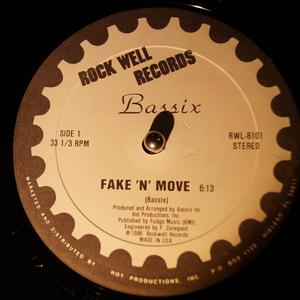 ROCK WELL RECORDS
Bassix
SIDE 1
33 1/3 RPM
RWL-8101
STEREO
FAKE 'N' MOVE 6:13
(Bassix)
Produced and Arranged by Bassix for
Hot Productions, Inc.
Published by Fudge Music (BMI)
Engineered by F. Zenegood
℗ 1986 Rockwell Records
MADE IN USA
MARKETED AND DISTRIBUTED BY HOT PRODUCTIONS, INC.